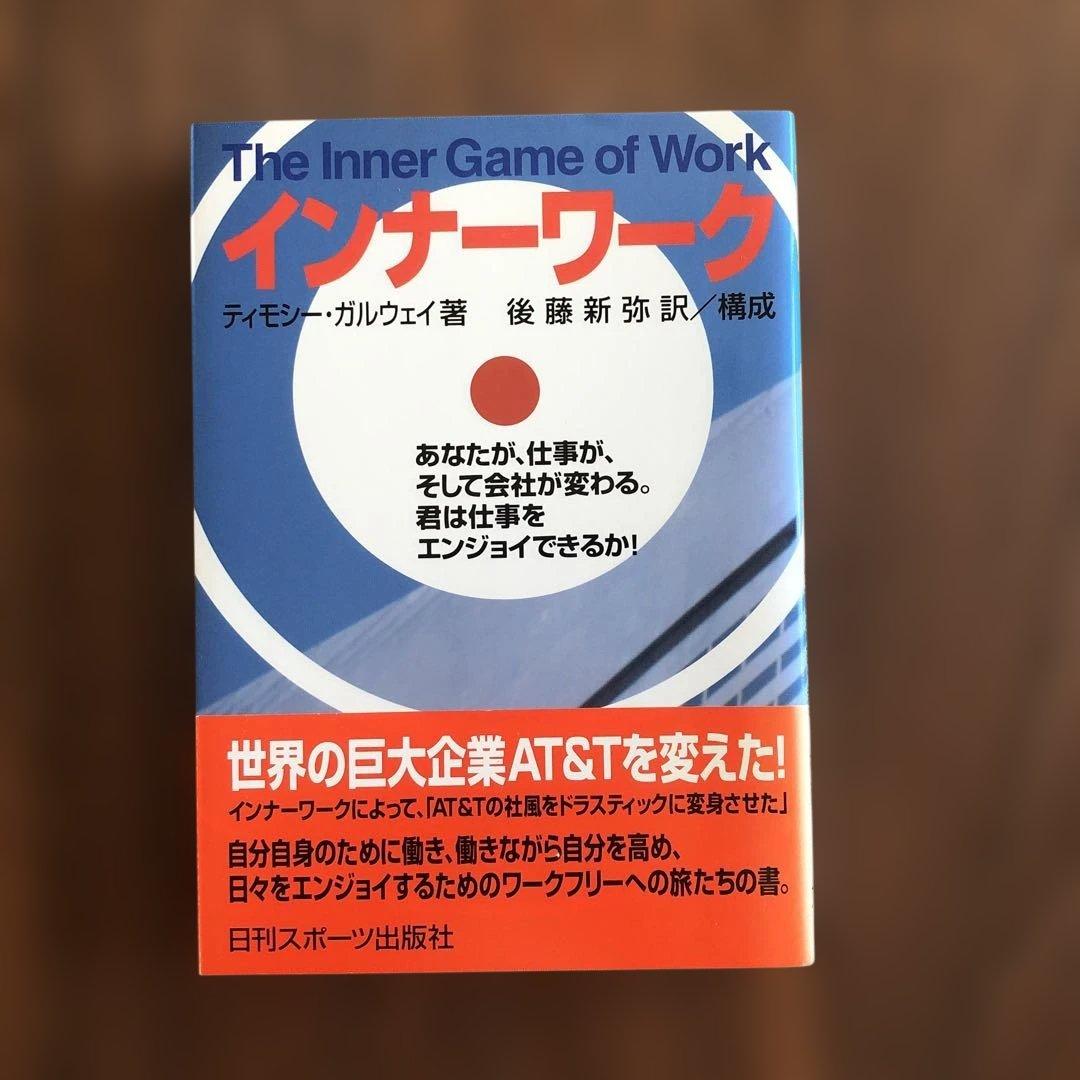 The Inner Game of Work
インナーワーク
ティモシー・ガルウェイ著 後藤新弥訳／構成
あなたが、仕事が、
そして会社が変わる。
君は仕事を
エンジョイできるか!
世界の巨大企業AT&Tを変えた!
インナーワークによって、「AT&Tの社風をドラスティックに変身させた」
自分自身のために働き、働きながら自分を高め、
日々をエンジョイするためのワークフリーへの旅たちの書。
日刊スポーツ出版社